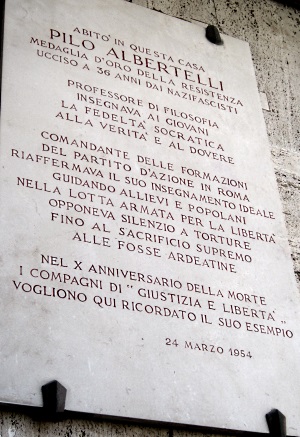 ABITÒ IN QUESTA CASA
PILO ALBERTELLI
MEDAGLIA D'ORO DELLA RESISTENZA
UCCISO A 36 ANNI DAI NAZIFASCISTI
PROFESSORE DI FILOSOFIA
INSEGNAVA AI GIOVANI
LA FEDELTÀ SOCRATICA
ALLA VERITÀ E AL DOVERE
COMANDANTE DELLE FORMAZIONI
DEL PARTITO D'AZIONE IN ROMA
RIAFFERMAVA IL SUO INSEGNAMENTO IDEALE
GUIDANDO ALLIEVI E POPOLANI
NELLA LOTTA ARMATA PER LA LIBERTÀ
OPPONEVA SILENZIO A TORTURE
FINO AL SACRIFICIO SUPREMO
ALLE FOSSE ARDEATINE
NEL X ANNIVERSARIO DELLA MORTE
I COMPAGNI DI "GIUSTIZIA E LIBERTÀ"
VOGLIONO QUI RICORDATO IL SUO ESEMPIO
24 MARZO 1954